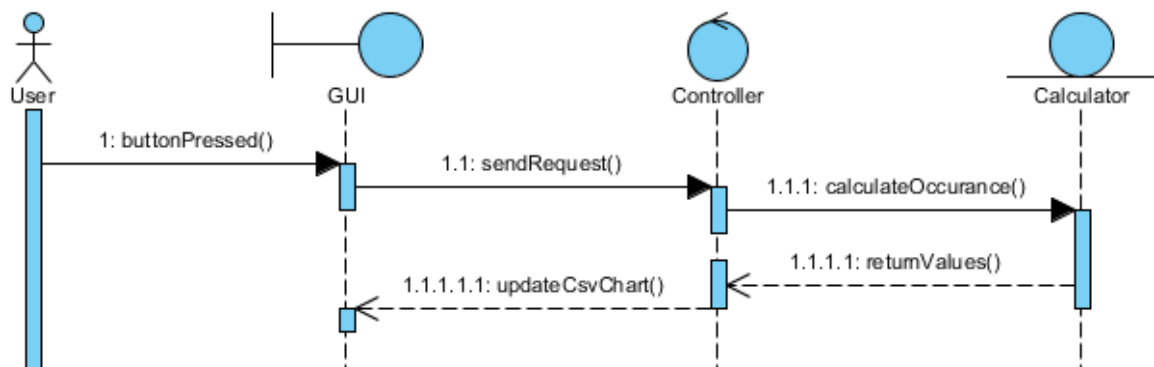 User
GUI
Controller
Calculator
1: buttonPressed()
1.1: sendRequest()
1.1.1: calculateOccurance()
1.1.1.1: returnValues()
1.1.1.1.1: updateCsvChart()